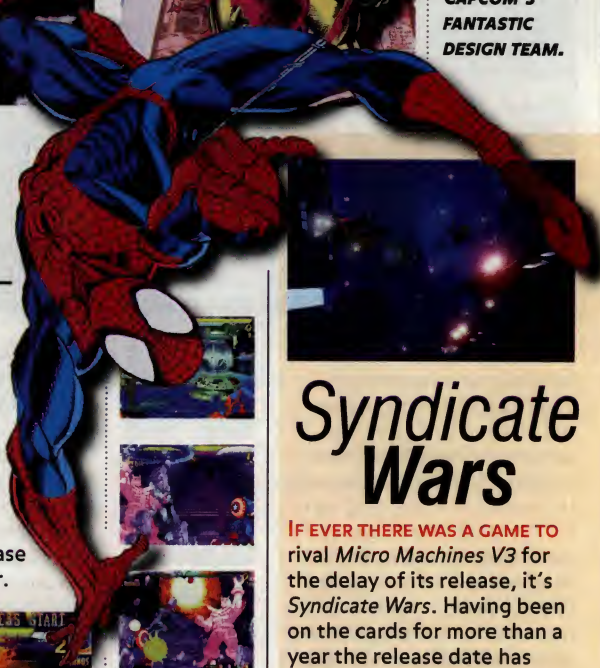 CAPCOM'S
FANTASTIC
DESIGN TEAM.
Syndicate
Wars
IF EVER THERE WAS A GAME TO
rival Micro Machines V3 for
the delay of its release, it's
Syndicate Wars. Having been
on the cards for more than a
year the release date has